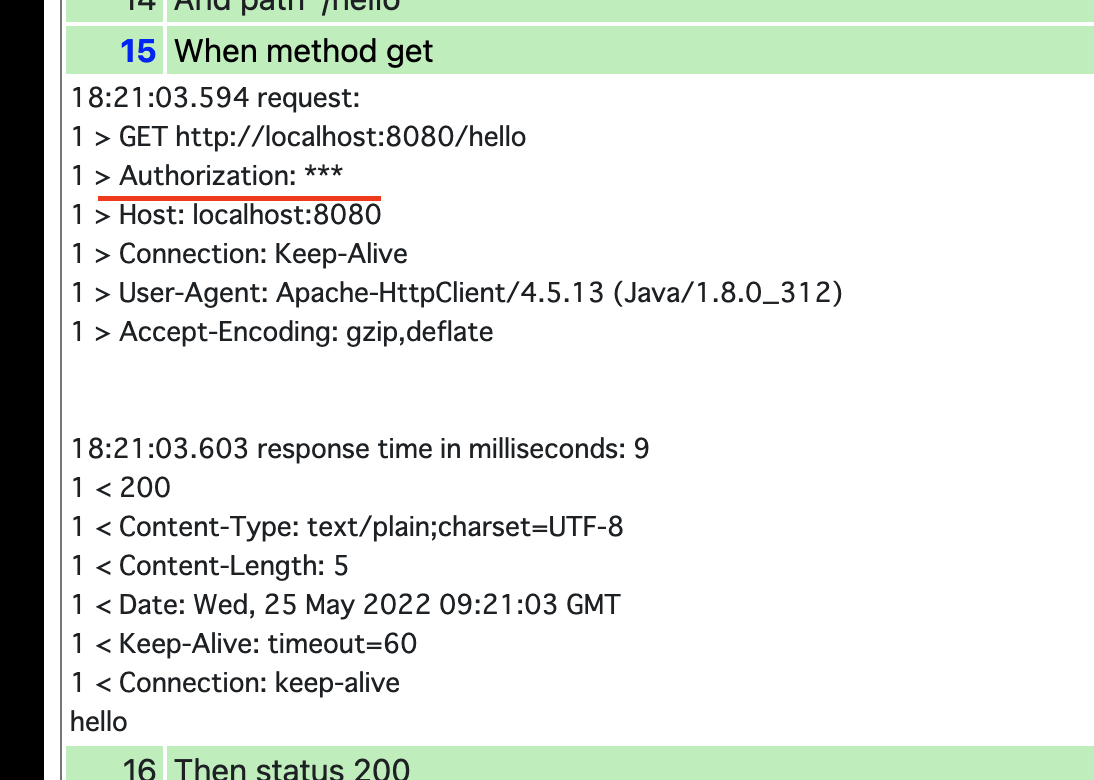 14 And path '/hello'
15 When method get
18:21:03.594 request:
1 > GET http://localhost:8080/hello
1 > Authorization: ***
1 > Host: localhost:8080
1 > Connection: Keep-Alive
1 > User-Agent: Apache-HttpClient/4.5.13 (Java/1.8.0_312)
1 > Accept-Encoding: gzip,deflate
18:21:03.603 response time in milliseconds: 9
1 < 200
1 < Content-Type: text/plain;charset=UTF-8
1 < Content-Length: 5
1 < Date: Wed, 25 May 2022 09:21:03 GMT
1 < Keep-Alive: timeout=60
1 < Connection: keep-alive
hello
16 Then status 200